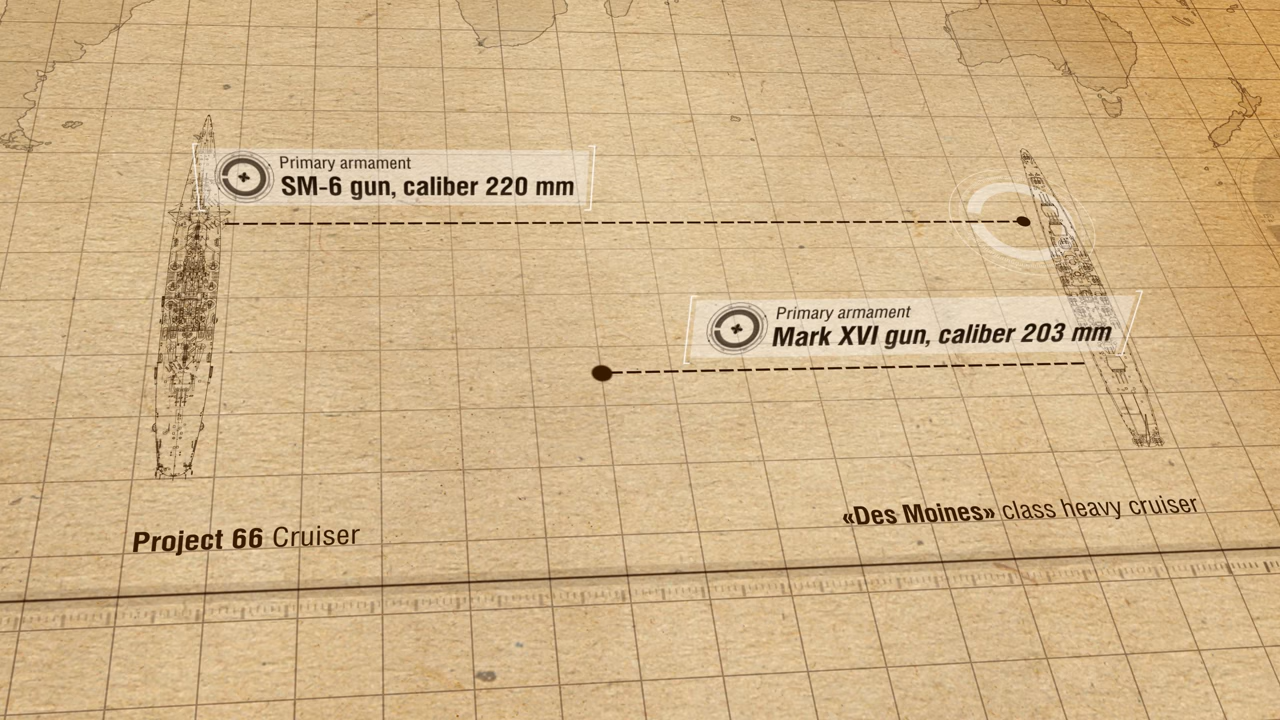 Primary armament
SM-6 gun, caliber 220 mm
Primary armament
Mark XVI gun, caliber 203 mm
«Des Moines» class heavy cruiser
Project 66 Cruiser